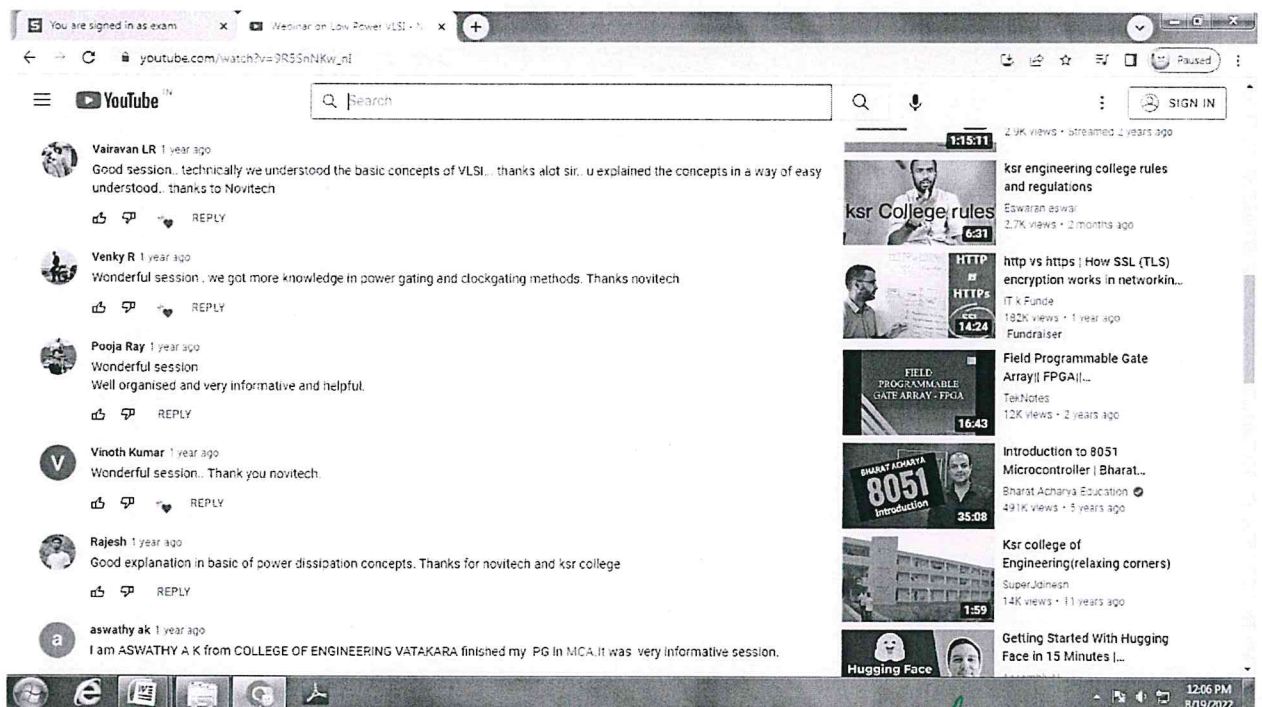 You are signed in as exam
Webinar on Low Power VLSI - N
youtube.com/watch?v=9R5SnNKw_nI
Paused
YouTube IN
Search
SIGN IN
Vairavan LR 1 year ago
Good session.. technically we understood the basic concepts of VLSI... thanks alot sir.. u explained the concepts in a way of easy
understood.. thanks to Novitech
REPLY
Venky R 1 year ago
Wonderful session , we got more knowledge in power gating and clockgating methods. Thanks novitech
REPLY
Pooja Ray 1 year ago
Wonderful session
Well organised and very informative and helpful.
REPLY
V
Vinoth Kumar 1 year ago
Wonderful session.. Thank you novitech.
REPLY
Rajesh 1 year ago
Good explanation in basic of power dissipation concepts. Thanks for novitech and ksr college
REPLY
a
aswathy ak 1 year ago
I am ASWATHY A K from COLLEGE OF ENGINEERING VATAKARA finished my PG in MCA.it was very informative session.
1:15:11
2.9K views • Streamed 2 years ago
ksr College rules
6:31
ksr engineering college rules
and regulations
Eswaran eswar
2.7K views • 2 months ago
HTTP
HTTPs
SSL
14:24
http vs https | How SSL (TLS)
encryption works in networkin...
IT k Funde
182K views • 1 year ago
Fundraiser
FIELD
PROGRAMMABLE
GATE ARRAY - FPGA
16:43
Field Programmable Gate
Array|| FPGA||...
TekNotes
12K views • 2 years ago
BHARAT ACHARYA
8051
Introduction
35:08
Introduction to 8051
Microcontroller | Bharat...
Bharat Acharya Education
491K views • 5 years ago
1:59
Ksr college of
Engineering(relaxing corners)
SuperJdinesh
14K views • 11 years ago
Hugging Face
Getting Started With Hugging
Face in 15 Minutes |...
12:06 PM
8/19/2022